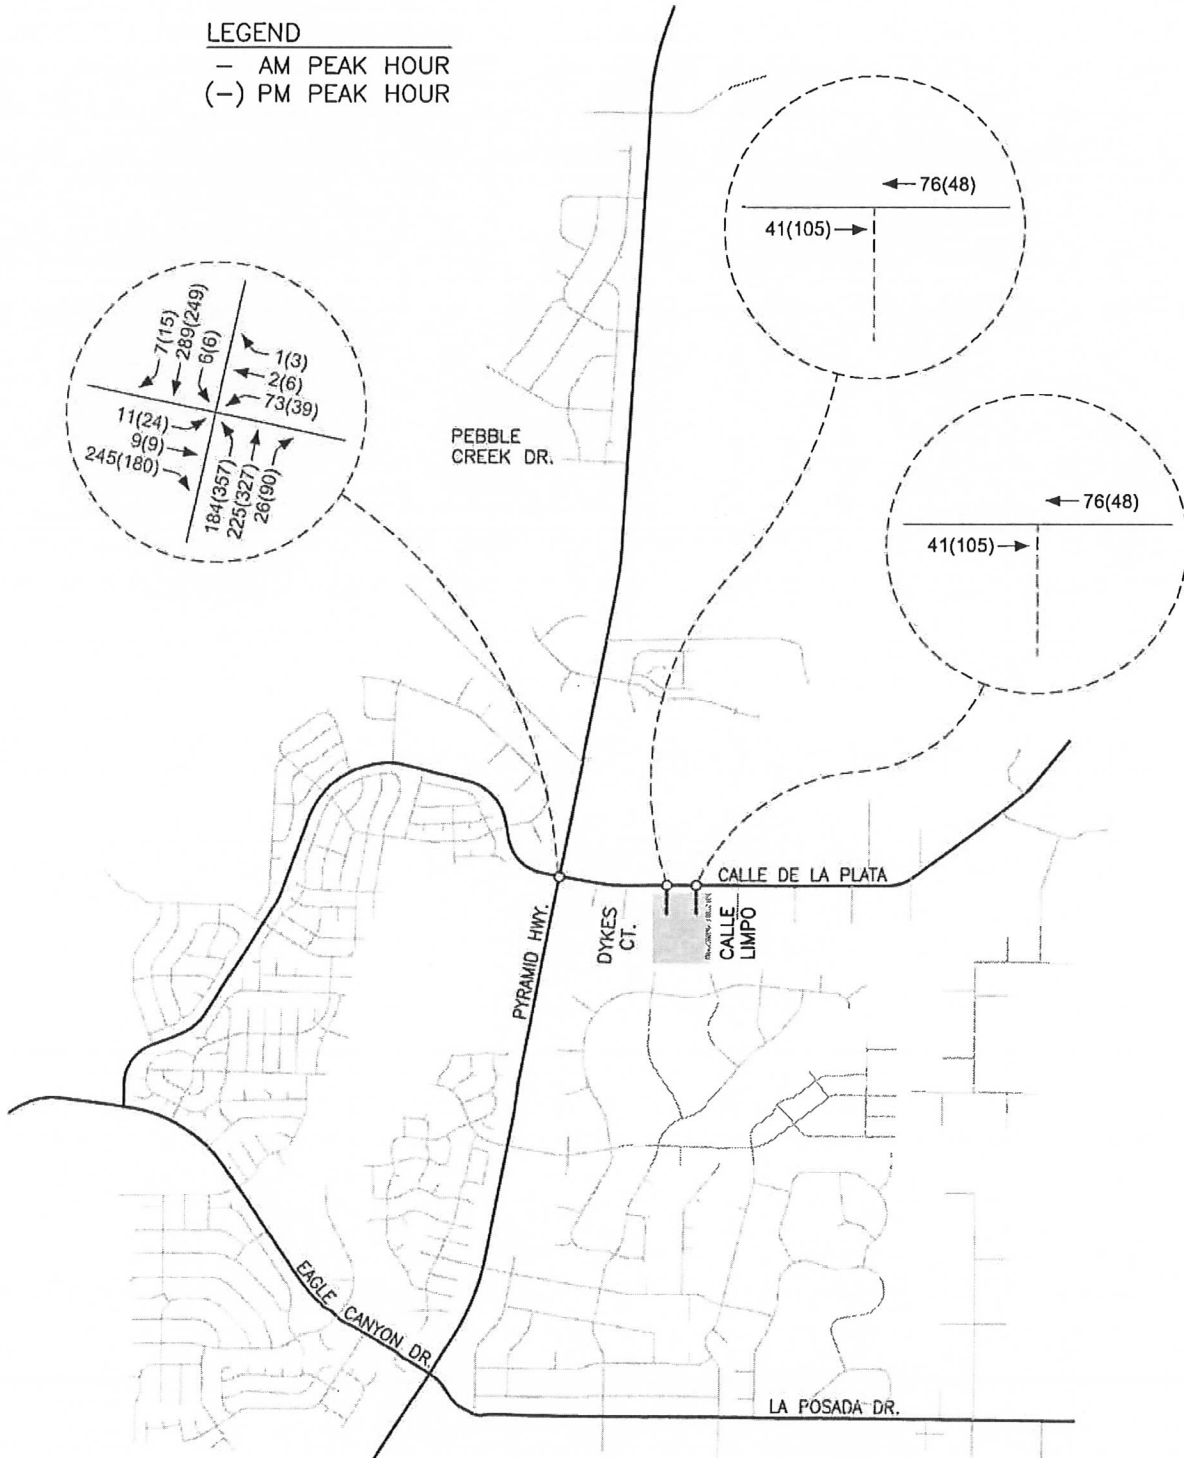 LEGEND
- AM PEAK HOUR
(-) PM PEAK HOUR
76(48)
41(105)
7(15)
289(249)
6(6)
1(3)
2(6)
73(39)
11(24)
9(9)
245(180)
184(357)
225(327)
26(90)
PEBBLE
CREEK DR.
76(48)
41(105)
CALLE DE LA PLATA
DYKES
CT.
CALLE
LIMPO
PYRAMID HWY.
EAGLE CANYON DR.
LA POSADA DR.